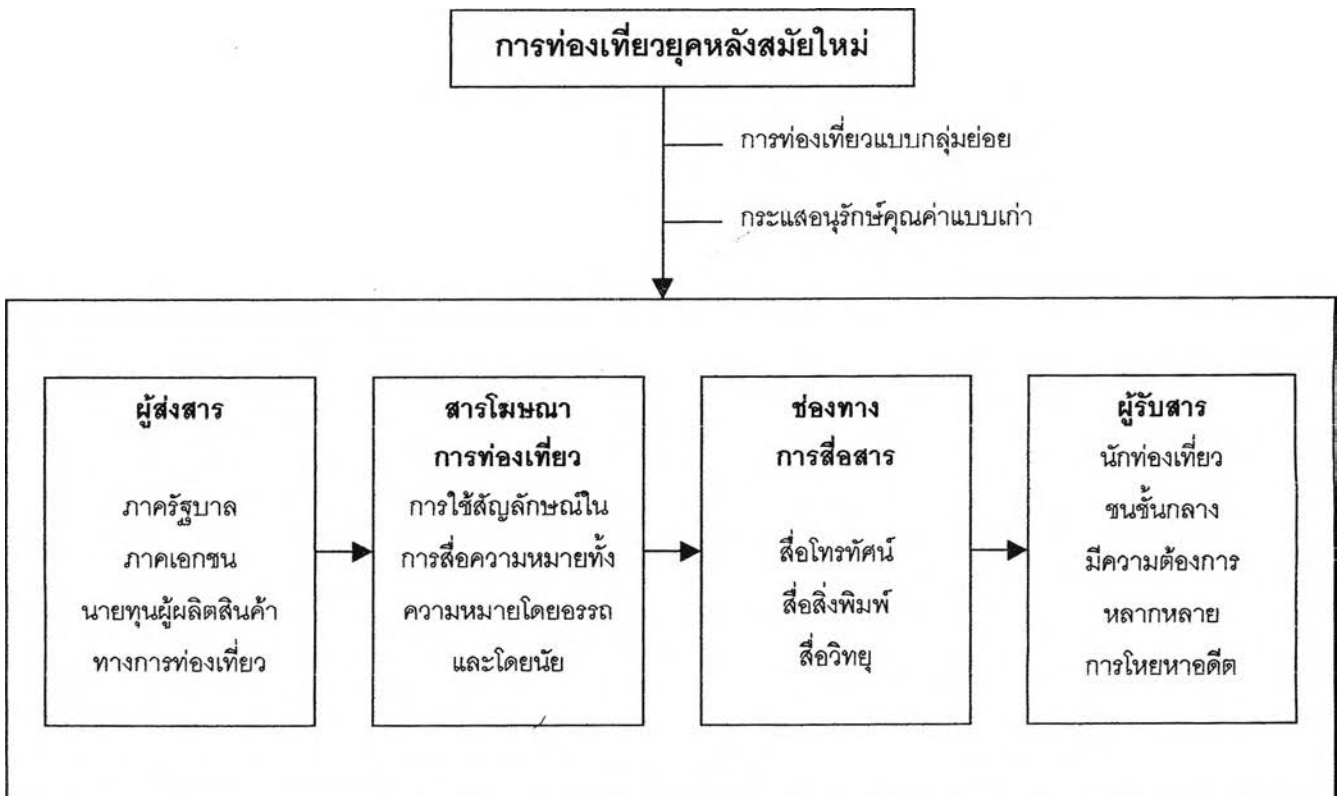 การท่องเที่ยวยุคหลังสมัยใหม่
การท่องเที่ยวแบบกลุ่มย่อย
กระแสอนุรักษ์คุณค่าแบบเก่า
ผู้ส่งสาร
ภาครัฐบาล
ภาคเอกชน
นายทุนผู้ผลิตสินค้า
ทางการท่องเที่ยว
สารโฆษณา
การท่องเที่ยว
การใช้สัญลักษณ์ใน
การสื่อความหมายทั้ง
ความหมายโดยอรรถ
และโดยนัย
ช่องทาง
การสื่อสาร
สื่อโทรทัศน์
สื่อสิ่งพิมพ์
สื่อวิทยุ
ผู้รับสาร
นักท่องเที่ยว
ชนชั้นกลาง
มีความต้องการ
หลากหลาย
การโหยหาอดีต